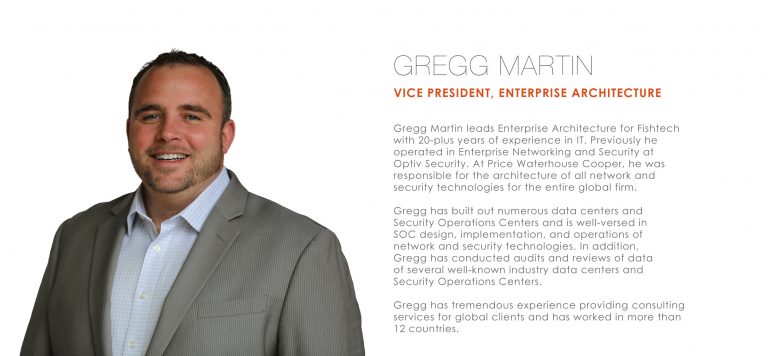 GREGG MARTIN
VICE PRESIDENT, ENTERPRISE ARCHITECTURE
Gregg Martin leads Enterprise Architecture for Fishtech
with 20-plus years of experience in IT. Previously he
operated in Enterprise Networking and Security at
Optiv Security. At Price Waterhouse Cooper, he was
responsible for the architecture of all network and
security technologies for the entire global firm.
Gregg has built out numerous data centers and
Security Operations Centers and is well-versed in
SOC design, implementation, and operations of
network and security technologies. In addition,
Gregg has conducted audits and reviews of data
of several well-known industry data centers and
Security Operations Centers.
Gregg has tremendous experience providing consulting
services for global clients and has worked in more than
12 countries.